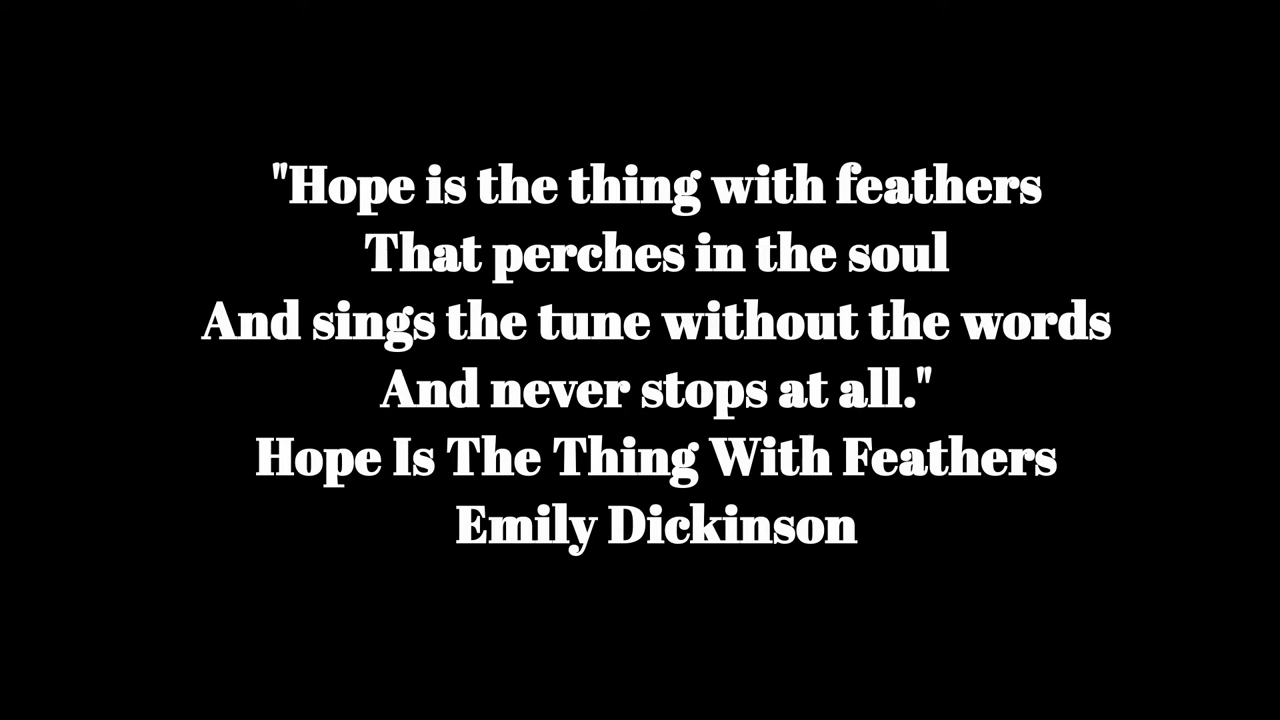 "Hope is the thing with feathers
That perches in the soul
And sings the tune without the words
And never stops at all."
Hope Is The Thing With Feathers
Emily Dickinson